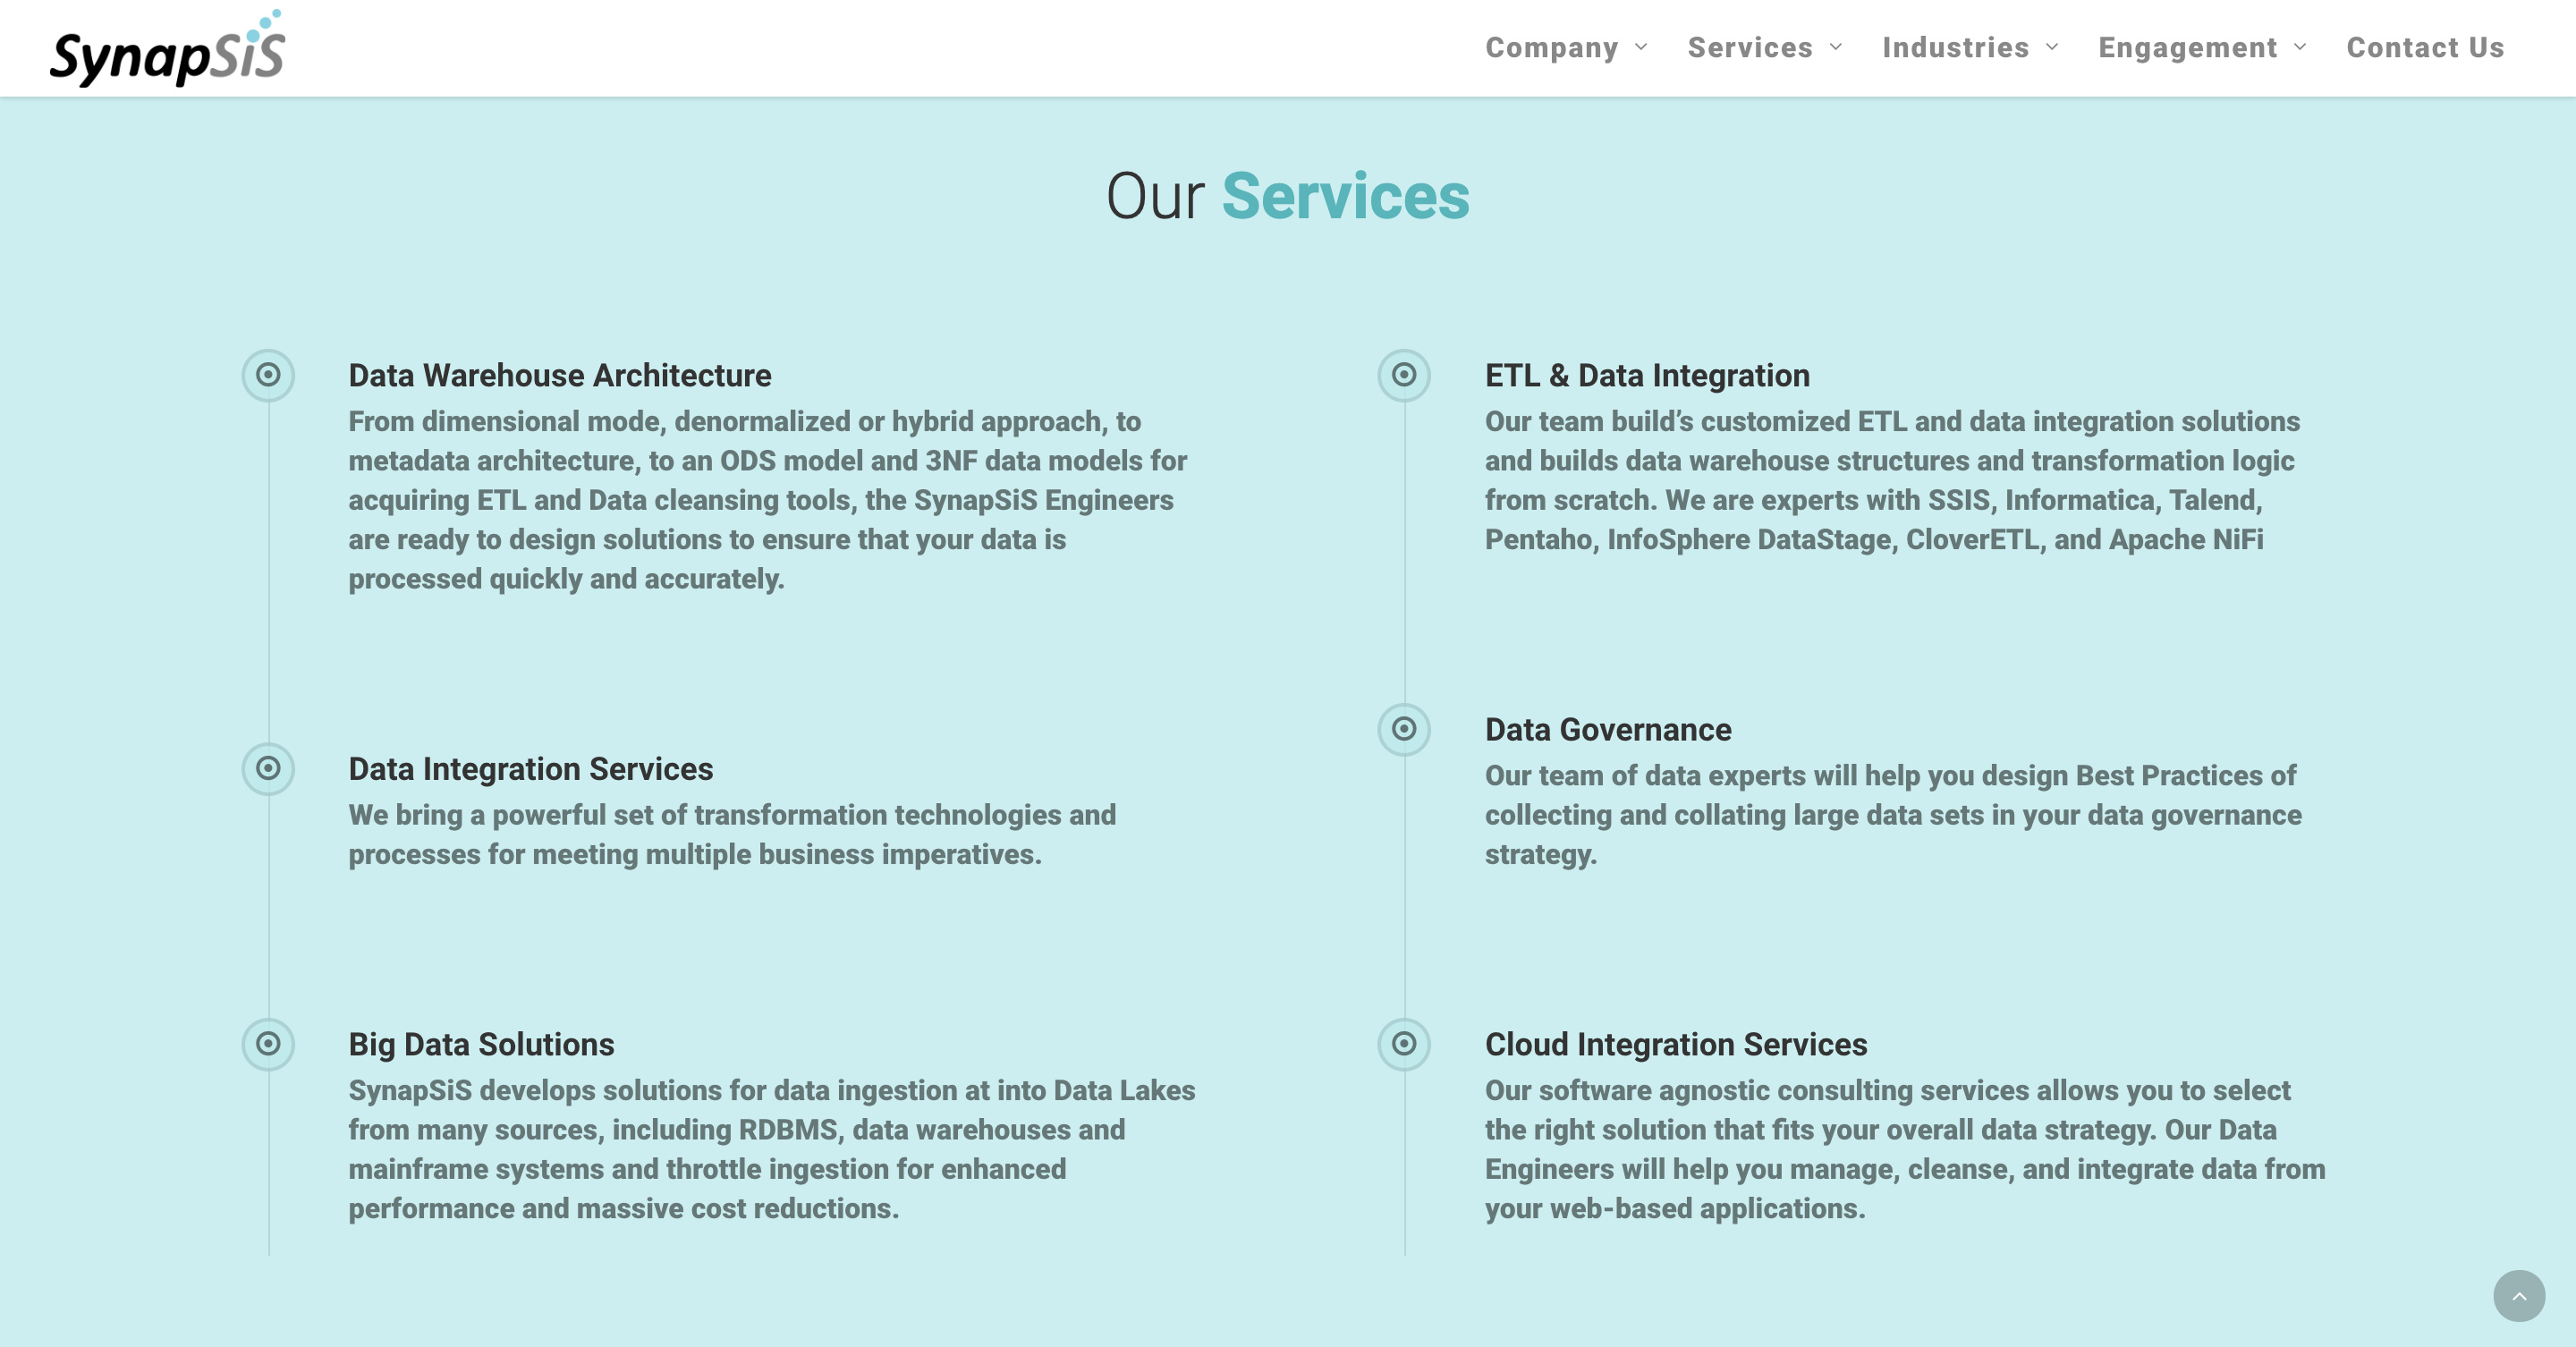 SynapSiS
Company
Services
Industries
Engagement
Contact Us
Our Services
Data Warehouse Architecture
From dimensional mode, denormalized or hybrid approach, to
metadata architecture, to an ODS model and 3NF data models for
acquiring ETL and Data cleansing tools, the SynapSiS Engineers
are ready to design solutions to ensure that your data is
processed quickly and accurately.
Data Integration Services
We bring a powerful set of transformation technologies and
processes for meeting multiple business imperatives.
Big Data Solutions
SynapSiS develops solutions for data ingestion at into Data Lakes
from many sources, including RDBMS, data warehouses and
mainframe systems and throttle ingestion for enhanced
performance and massive cost reductions.
ETL & Data Integration
Our team build’s customized ETL and data integration solutions
and builds data warehouse structures and transformation logic
from scratch. We are experts with SSIS, Informatica, Talend,
Pentaho, InfoSphere DataStage, CloverETL, and Apache NiFi
Data Governance
Our team of data experts will help you design Best Practices of
collecting and collating large data sets in your data governance
strategy.
Cloud Integration Services
Our software agnostic consulting services allows you to select
the right solution that fits your overall data strategy. Our Data
Engineers will help you manage, cleanse, and integrate data from
your web-based applications.